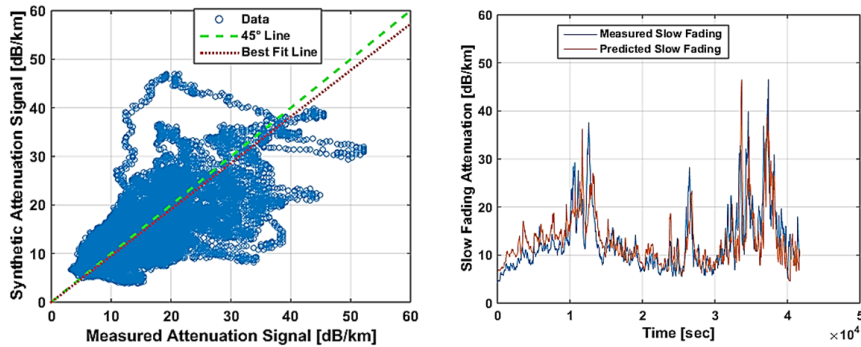 Data
45° Line
Best Fit Line
60
50
40
30
20
10
0
0 10 20 30 40 50 60
Synthetic Attenuation Signal [dB/km]
Measured Attenuation Signal [dB/km]
Measured Slow Fading
Predicted Slow Fading
60
50
40
30
20
10
0
0 1 2 3 4 5
Slow Fading Attenuation [dB/km]
Time [sec]
×10⁴